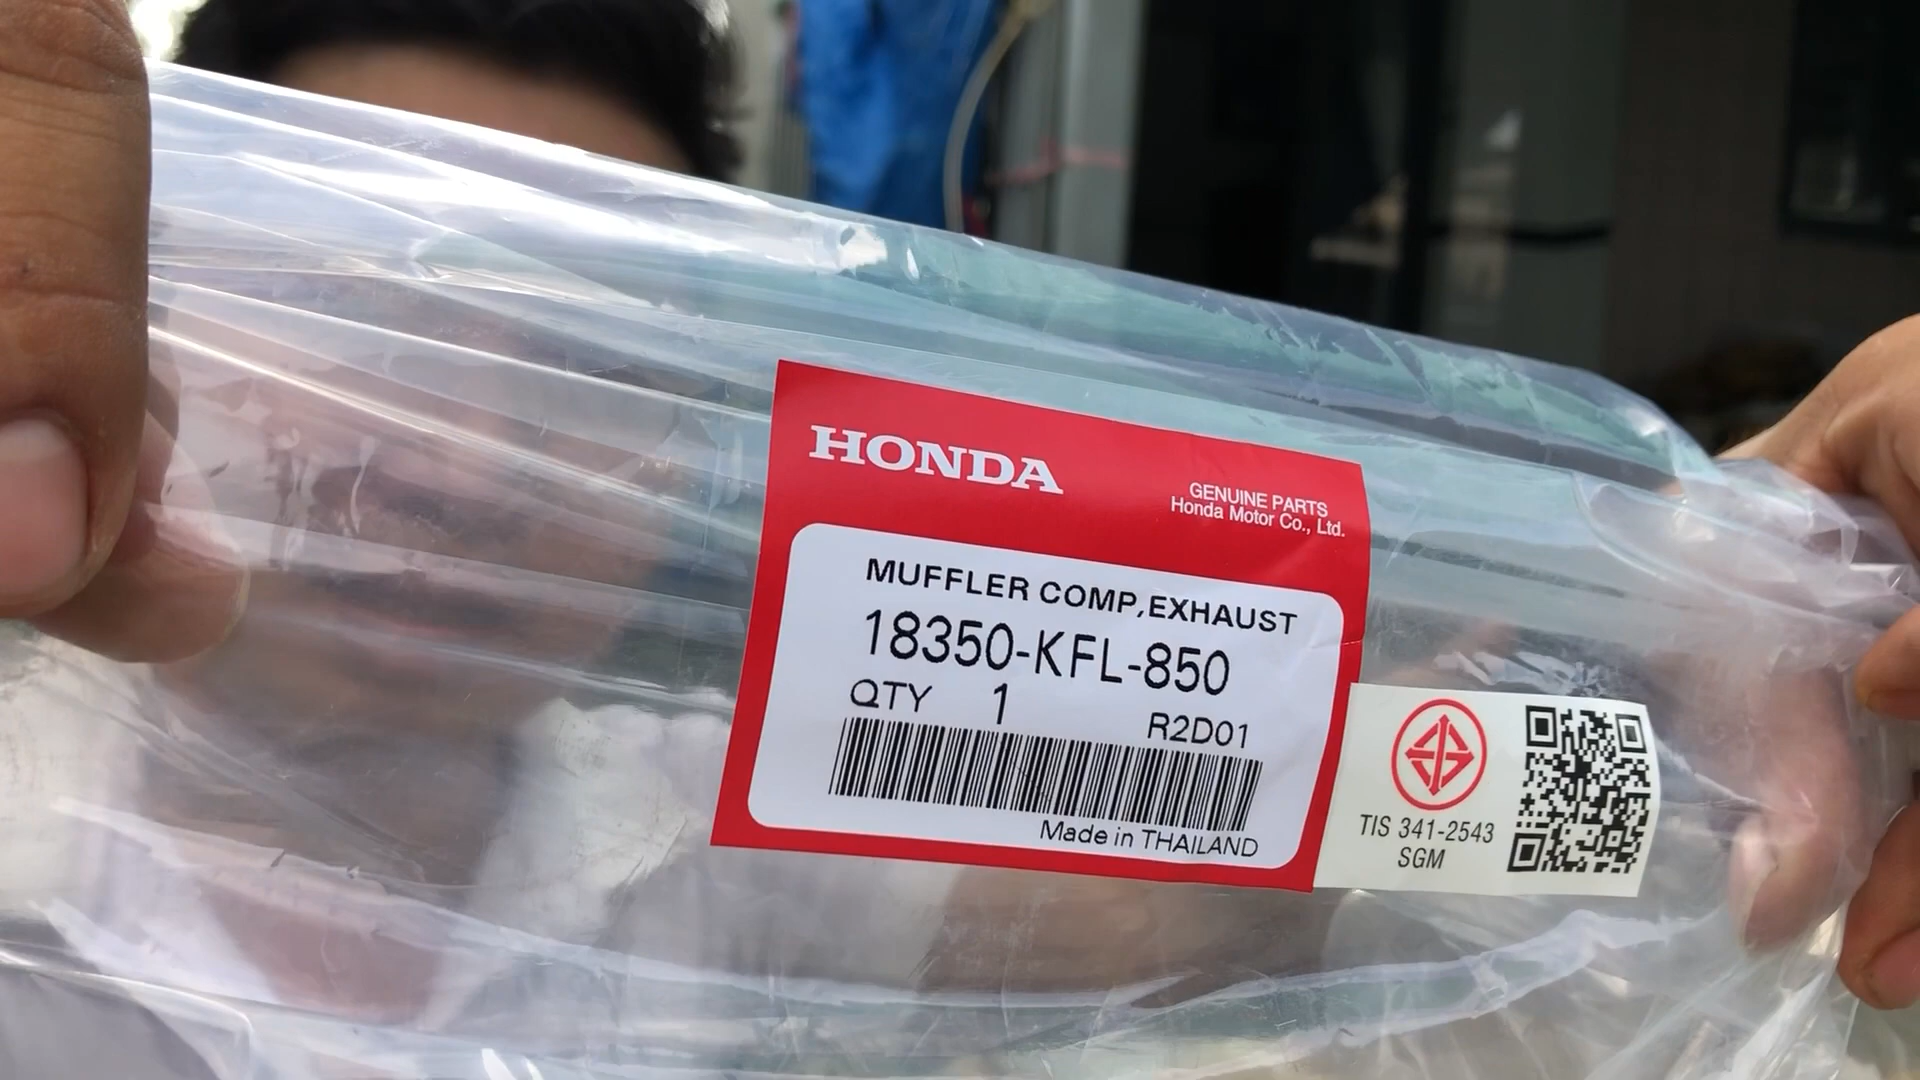 HONDA
GENUINE PARTS
Honda Motor Co., Ltd.
MUFFLER COMP,EXHAUST
18350-KFL-850
QTY 1
R2D01
Made in THAILAND
TIS 341-2543
SGM